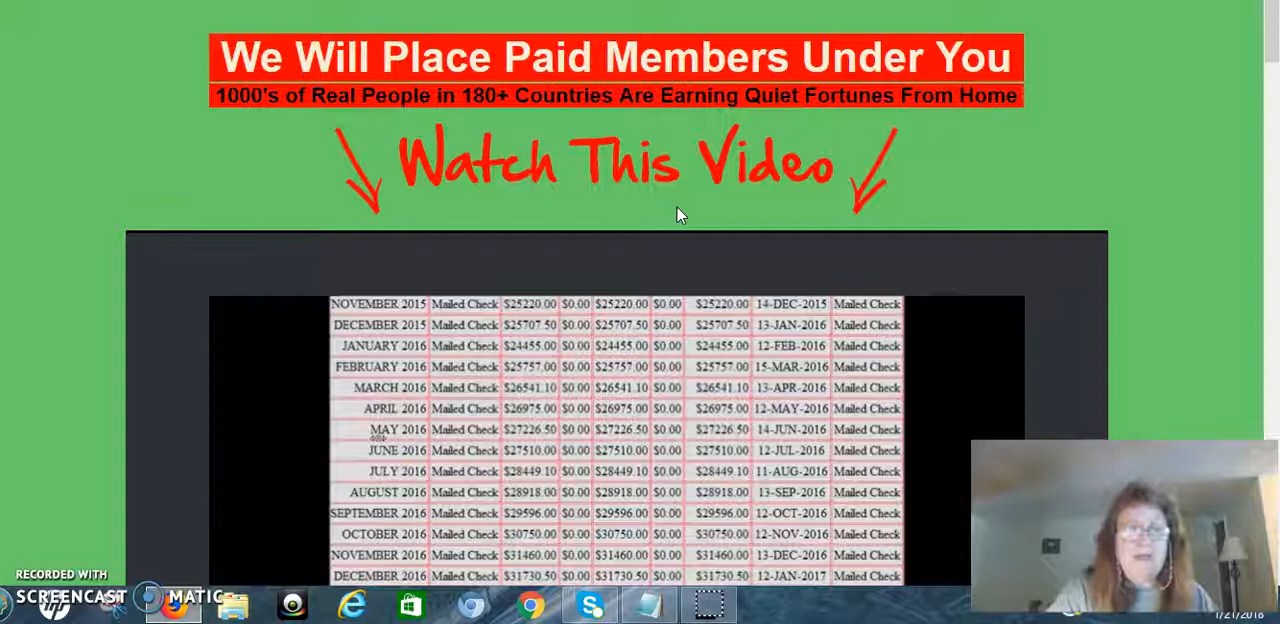 We Will Place Paid Members Under You
1000's of Real People in 180+ Countries Are Earning Quiet Fortunes From Home
Watch This Video
NOVEMBER 2015 Mailed Check $25220.00 $0.00 $25220.00 $0.00 $25220.00 14-DEC-2015 Mailed Check
DECEMBER 2015 Mailed Check $25707.50 $0.00 $25707.50 $0.00 $25707.50 13-JAN-2016 Mailed Check
JANUARY 2016 Mailed Check $24455.00 $0.00 $24455.00 $0.00 $24455.00 12-FEB-2016 Mailed Check
FEBRUARY 2016 Mailed Check $25757.00 $0.00 $25757.00 $0.00 $25757.00 15-MAR-2016 Mailed Check
MARCH 2016 Mailed Check $26541.10 $0.00 $26541.10 $0.00 $26541.10 13-APR-2016 Mailed Check
APRIL 2016 Mailed Check $26975.00 $0.00 $26975.00 $0.00 $26975.00 12-MAY-2016 Mailed Check
MAY 2016 Mailed Check $27226.50 $0.00 $27226.50 $0.00 $27226.50 14-JUN-2016 Mailed Check
JUNE 2016 Mailed Check $27510.00 $0.00 $27510.00 $0.00 $27510.00 12-JUL-2016 Mailed Check
JULY 2016 Mailed Check $28449.10 $0.00 $28449.10 $0.00 $28449.10 11-AUG-2016 Mailed Check
AUGUST 2016 Mailed Check $28918.00 $0.00 $28918.00 $0.00 $28918.00 13-SEP-2016 Mailed Check
SEPTEMBER 2016 Mailed Check $29596.00 $0.00 $29596.00 $0.00 $29596.00 12-OCT-2016 Mailed Check
OCTOBER 2016 Mailed Check $30750.00 $0.00 $30750.00 $0.00 $30750.00 12-NOV-2016 Mailed Check
NOVEMBER 2016 Mailed Check $31460.00 $0.00 $31460.00 $0.00 $31460.00 13-DEC-2016 Mailed Check
DECEMBER 2016 Mailed Check $31730.50 $0.00 $31730.50 $0.00 $31730.50 12-JAN-2017 Mailed Check
RECORDED WITH
SCREENCAST MATIC
1/21/2018